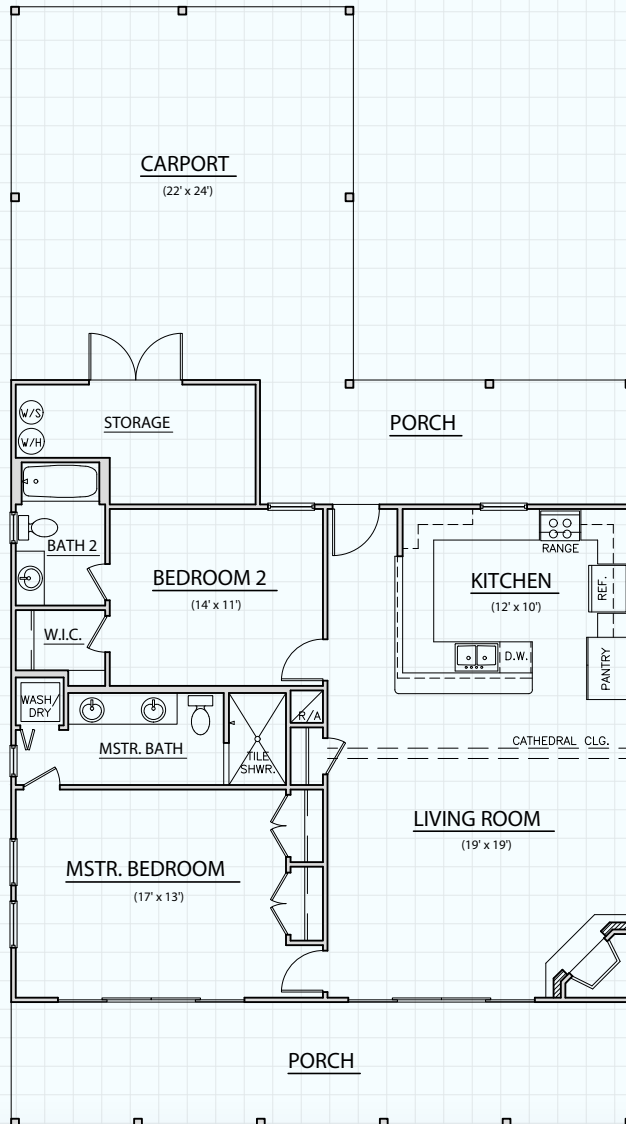 CARPORT
(22' x 24')
STORAGE
W/S
W/H
PORCH
BATH 2
BEDROOM 2
(14' x 11')
RANGE
KITCHEN
(12' x 10')
REF.
W.I.C.
D.W.
PANTRY
WASH/
DRY
R/A
MSTR. BATH
TILE
SHWR.
CATHEDRAL CLG.
LIVING ROOM
(19' x 19')
MSTR. BEDROOM
(17' x 13')
PORCH